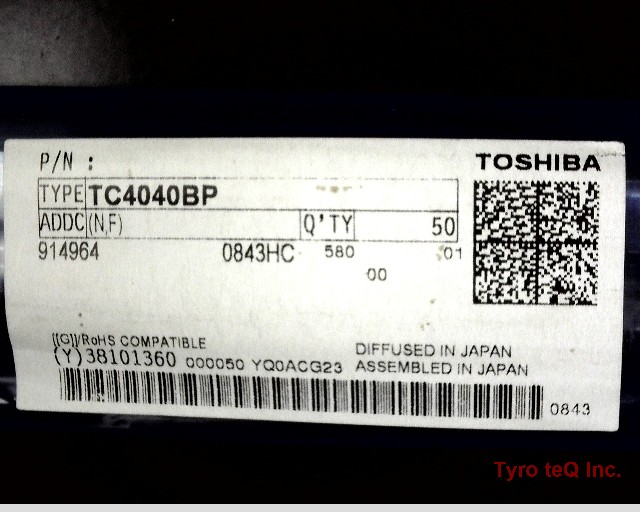 P/N :
TOSHIBA
TYPE TC4040BP
ADDC (N,F) Q'TY 50
914964 0843HC 580 01
00
[[G]]/RoHS COMPATIBLE
(Y)38101360 000050 YQ0ACG23
DIFFUSED IN JAPAN
ASSEMBLED IN JAPAN
0843
Tyro teQ Inc.